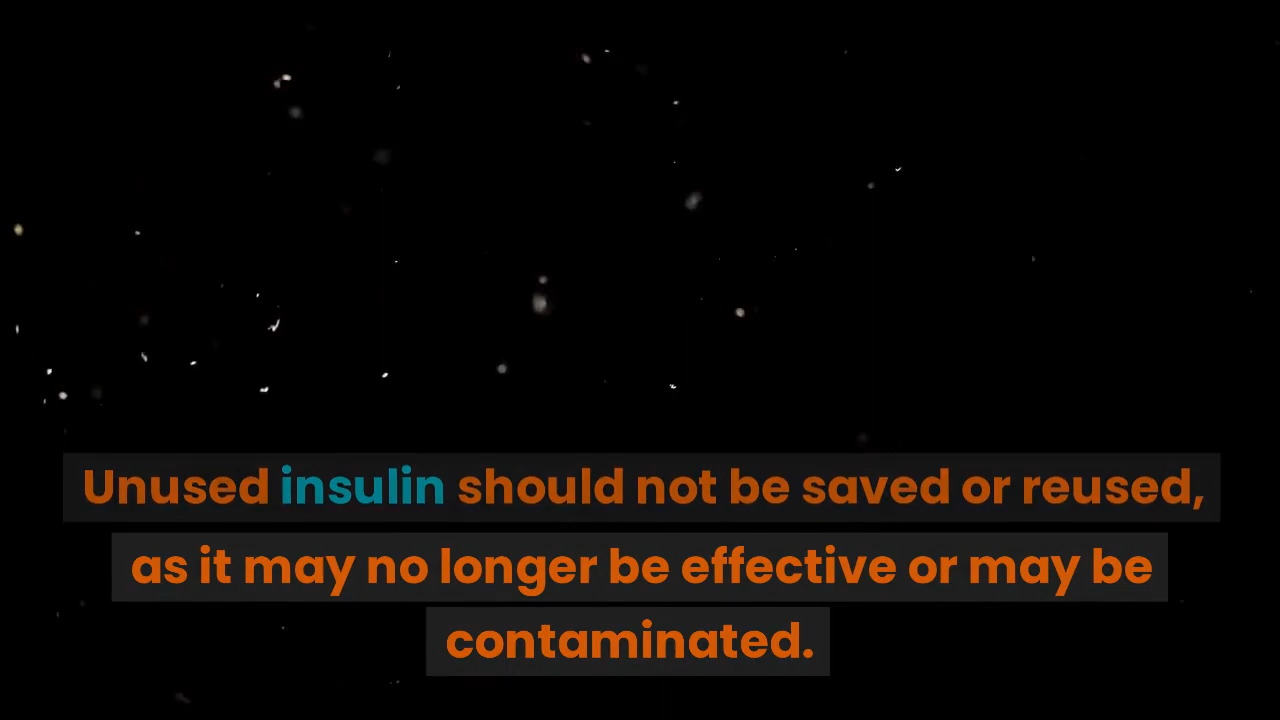 Unused insulin should not be saved or reused,
as it may no longer be effective or may be
contaminated.